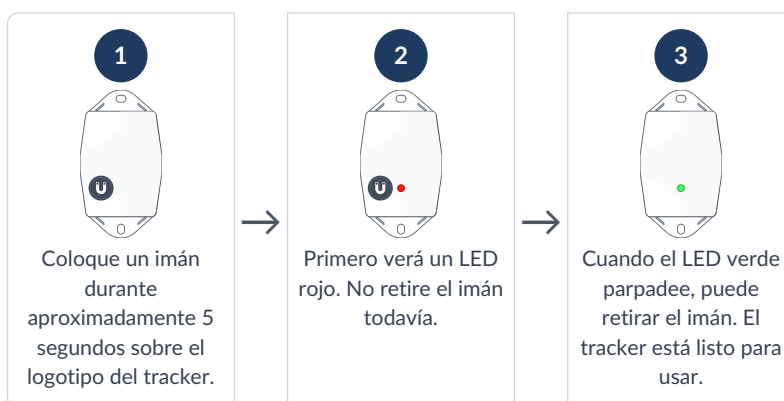 1
Coloque un imán
durante
aproximadamente 5
segundos sobre el
logotipo del tracker.
2
Primero verá un LED
rojo. No retire el imán
todavía.
3
Cuando el LED verde
parpadee, puede
retirar el imán. El
tracker está listo para
usar.